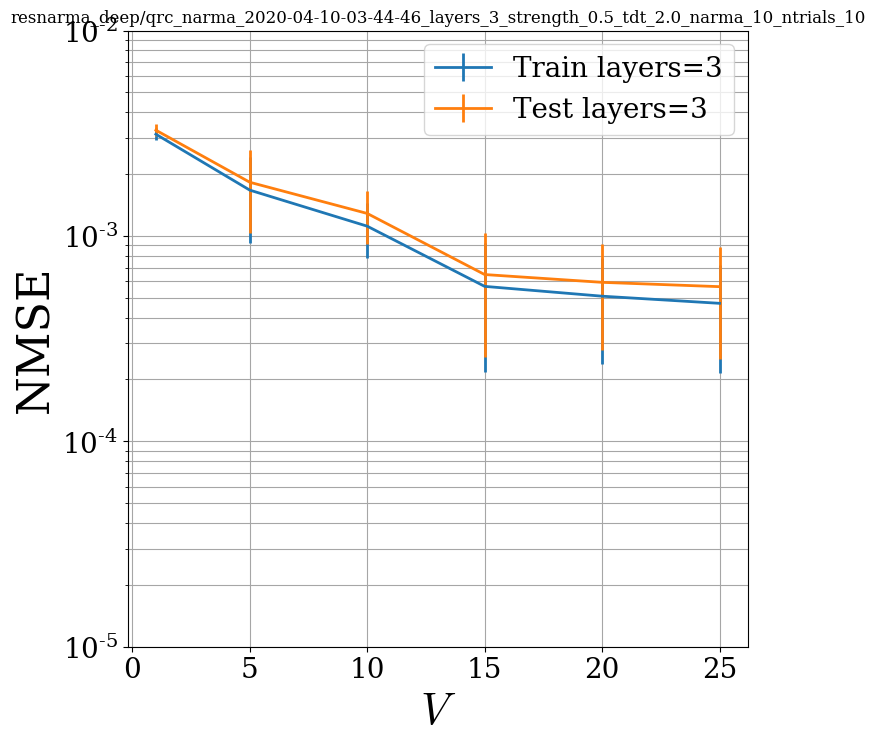 resnarma_deep/qrc_narma_2020-04-10-03-44-46_layers_3_strength_0.5_tdt_2.0_narma_10_ntrials_10
10^-2
Train layers=3
Test layers=3
10^-3
NMSE
10^-4
10^-5
0 5 10 15 20 25
V